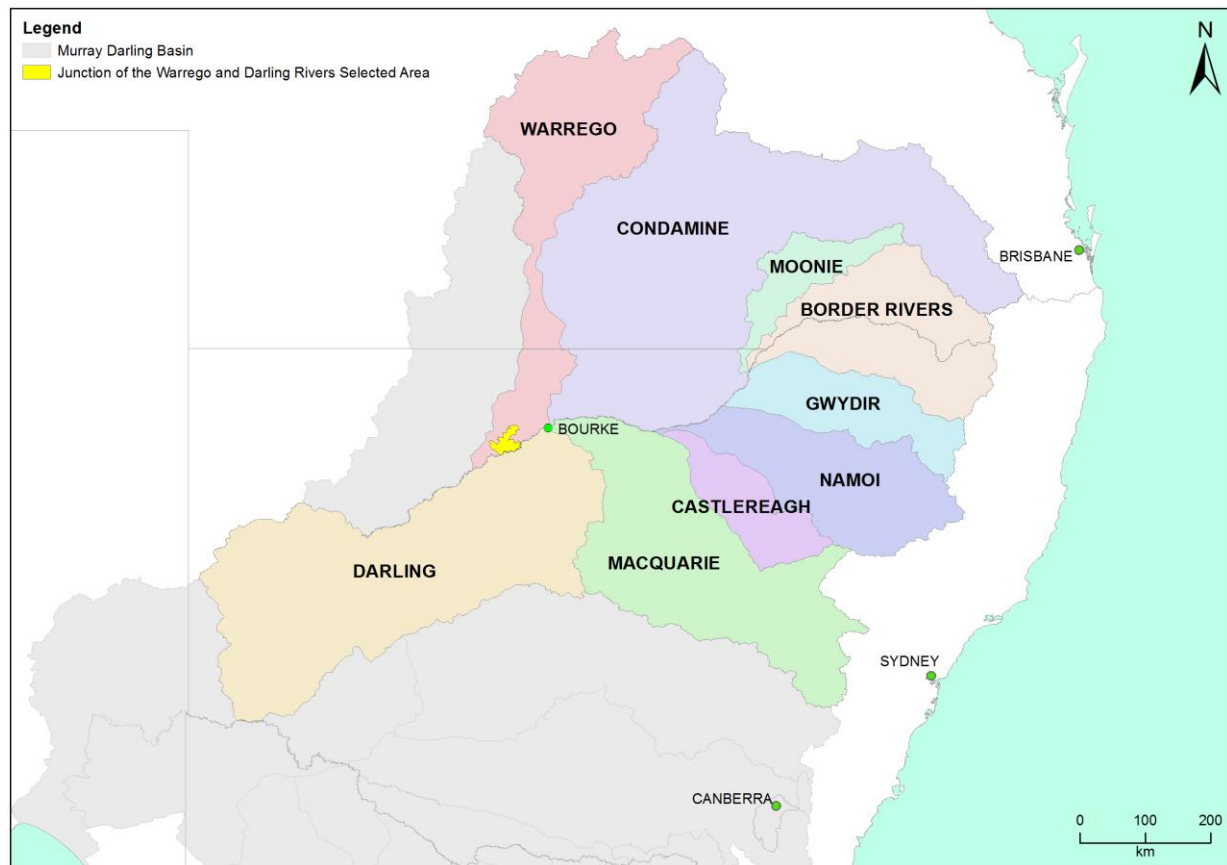 Legend
Murray Darling Basin
Junction of the Warrego and Darling Rivers Selected Area
N
WARREGO
CONDAMINE
BRISBANE
MOONIE
BORDER RIVERS
GWYDIR
BOURKE
NAMOI
CASTLEREAGH
MACQUARIE
DARLING
SYDNEY
CANBERRA
0 100 200
km